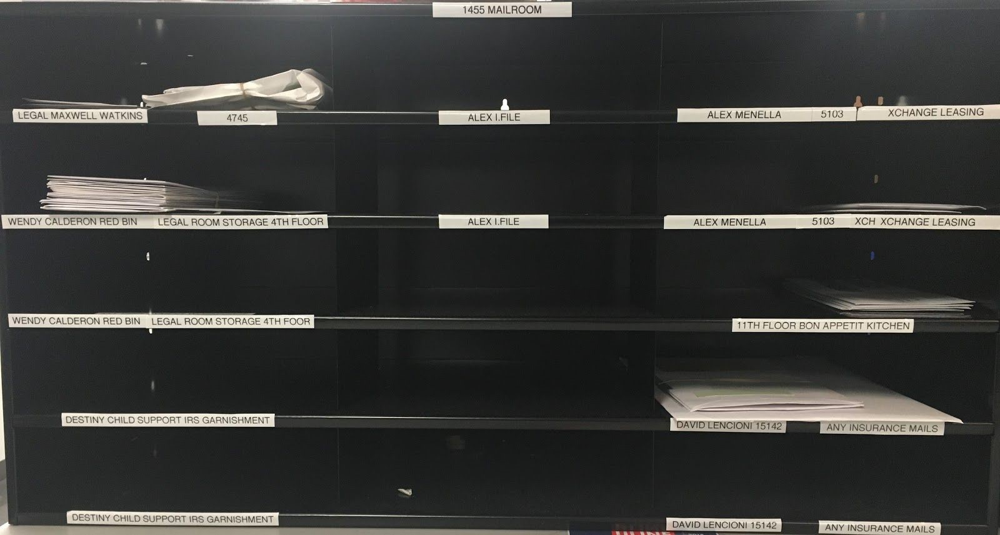 1455 MAILROOM
LEGAL MAXWELL WATKINS 4745 ALEX I.FILE ALEX MENELLA 5103 XCHANGE LEASING
WENDY CALDERON RED BIN LEGAL ROOM STORAGE 4TH FLOOR ALEX I.FILE ALEX MENELLA 5103 XCH XCHANGE LEASING
WENDY CALDERON RED BIN LEGAL ROOM STORAGE 4TH FOOR 11TH FLOOR BON APPETIT KITCHEN
DESTINY CHILD SUPPORT IRS GARNISHMENT DAVID LENCIONI 15142 ANY INSURANCE MAILS
DESTINY CHILD SUPPORT IRS GARNISHMENT DAVID LENCIONI 15142 ANY INSURANCE MAILS